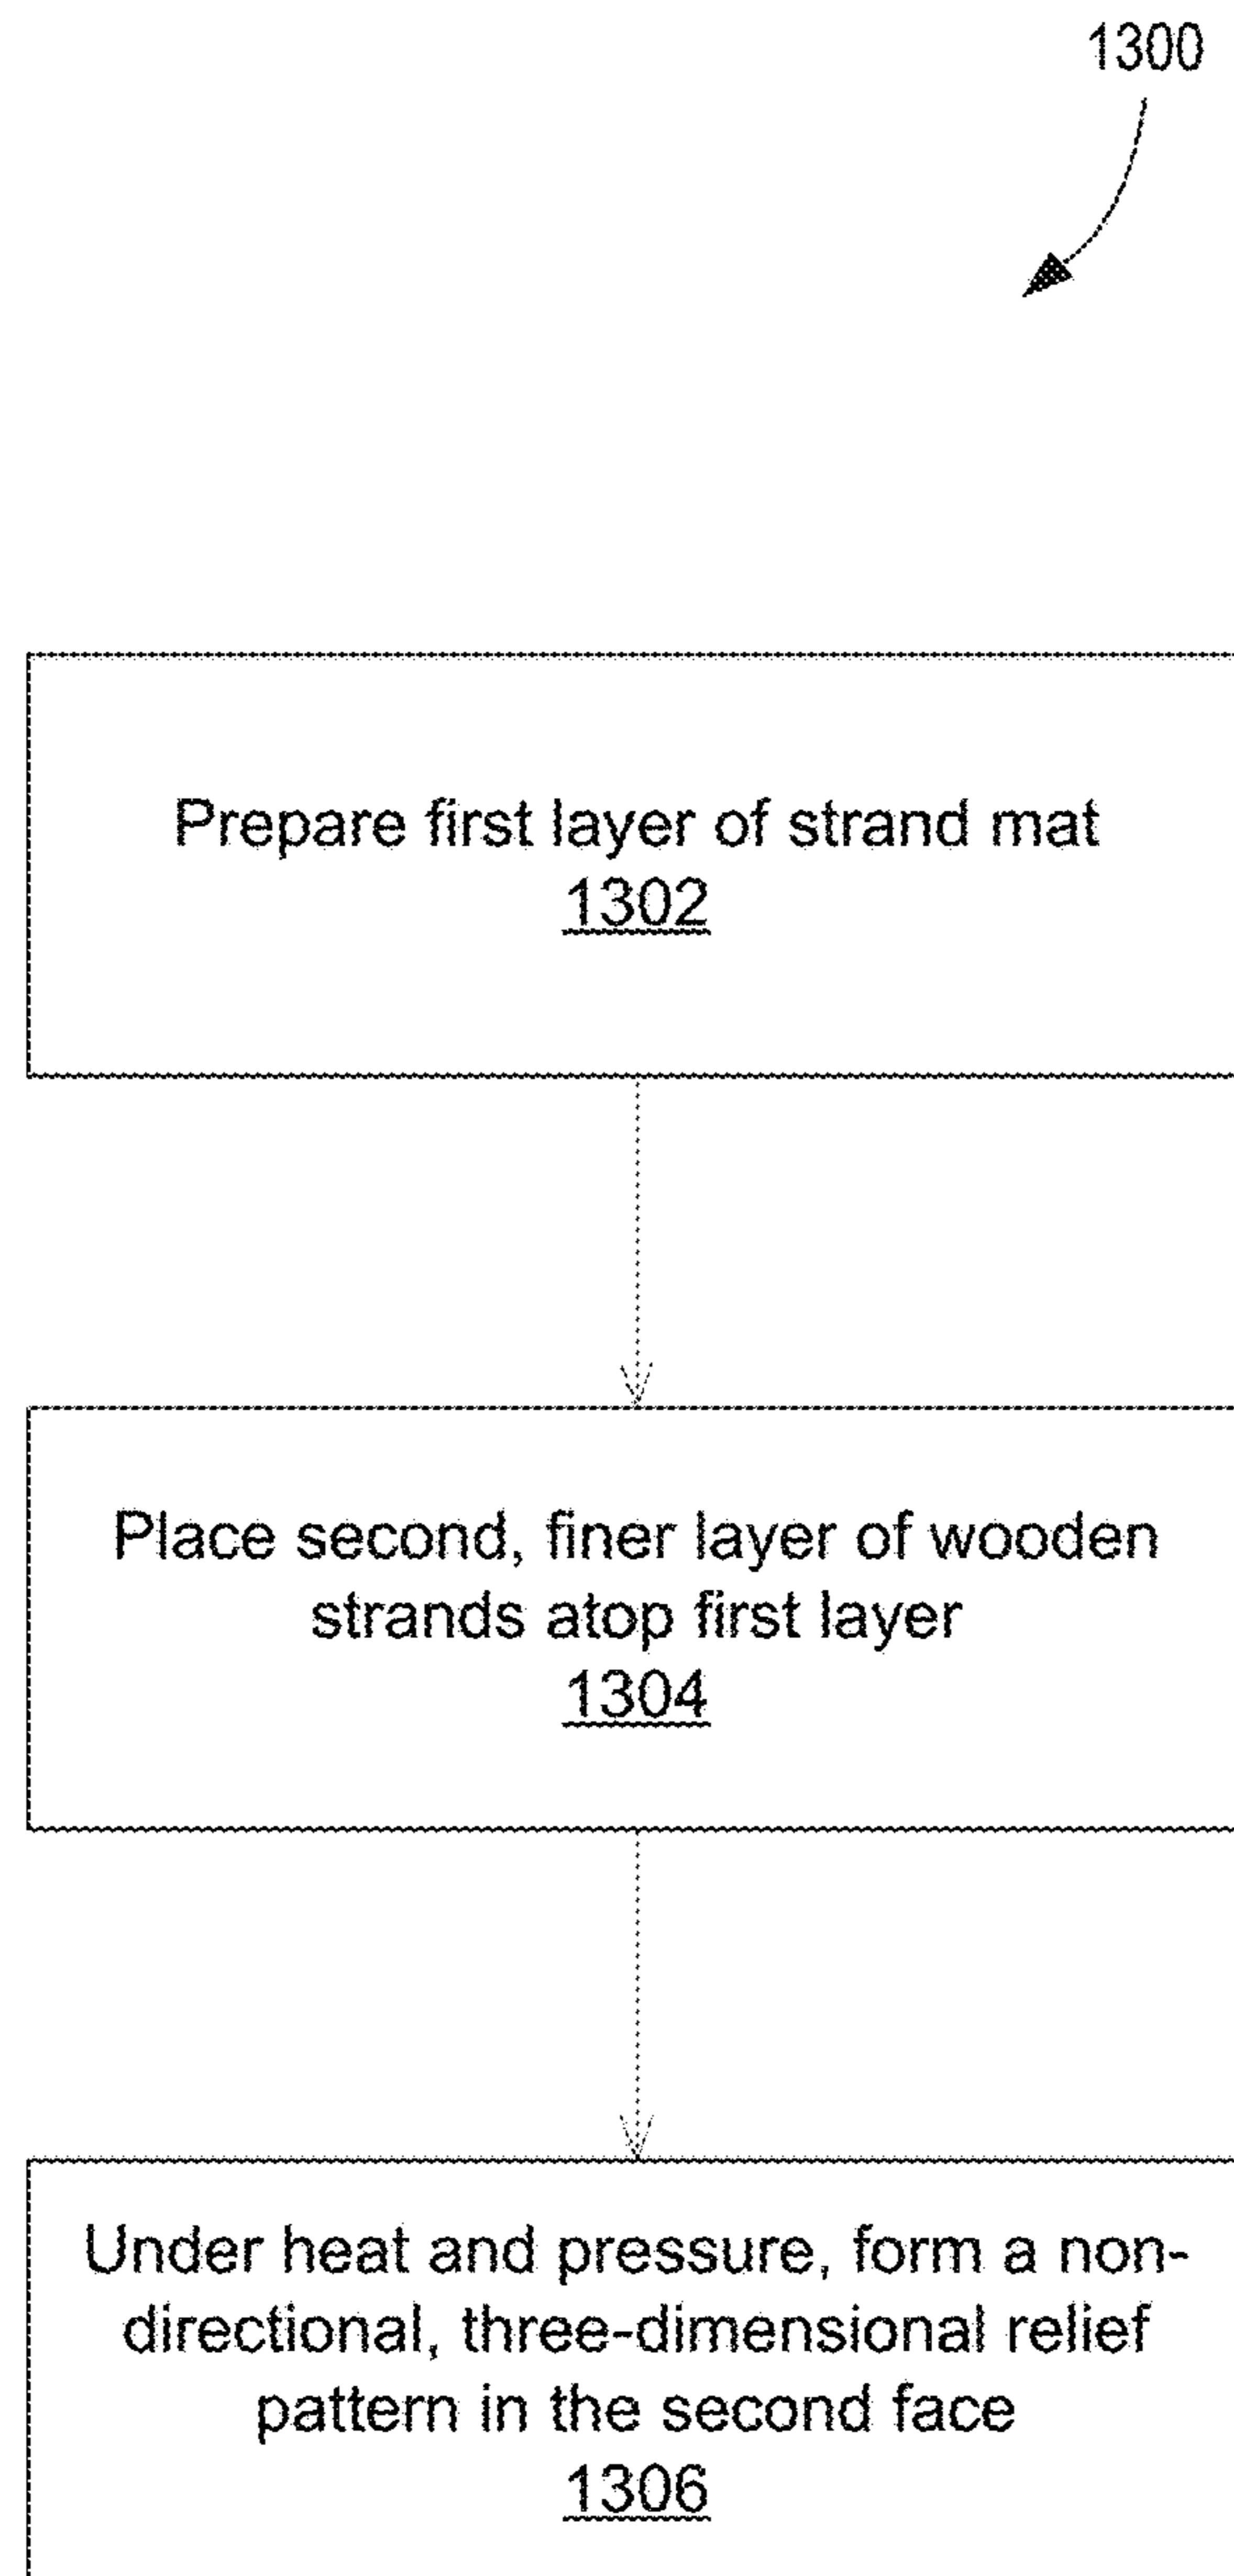 1300
Prepare first layer of strand mat
1302
Place second, finer layer of wooden
strands atop first layer
1304
Under heat and pressure, form a non-
directional, three-dimensional relief
pattern in the second face
1306